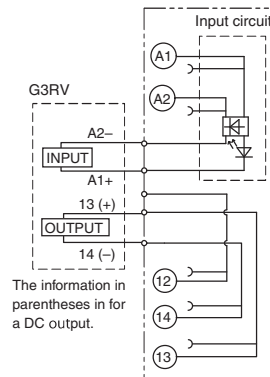 Input circuit
A1
A2
G3RV
A2–
INPUT
A1+
13 (+)
OUTPUT
14 (–)
The information in
parentheses in for
a DC output.
12
14
13